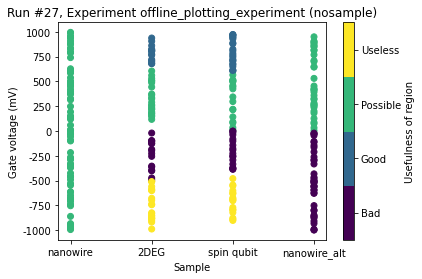 Run #27, Experiment offline_plotting_experiment (nosample)
1000
750
500
250
0
-250
-500
-750
-1000
Gate voltage (mV)
nanowire
2DEG
spin qubit
nanowire_alt
Sample
Useless
Possible
Good
Bad
Usefulness of region